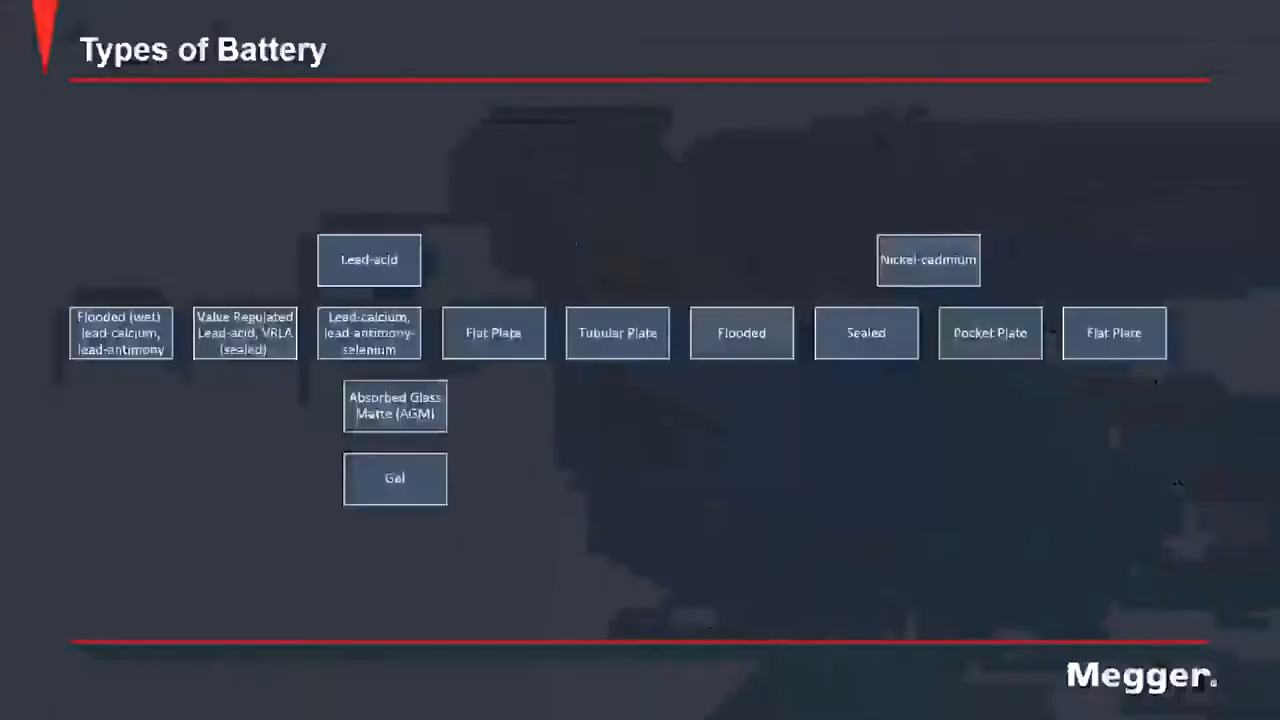 Types of Battery
Lead-acid
Nickel-cadmium
Flooded (wet)
lead-calcium,
lead-antimony
Valve Regulated
Lead-acid, VRLA
(sealed)
Lead-calcium,
lead-antimony-
selenium
Flat Plate
Tubular Plate
Flooded
Sealed
Pocket Plate
Flat Plate
Absorbed Glass
Matte (AGM)
Gel
Megger.